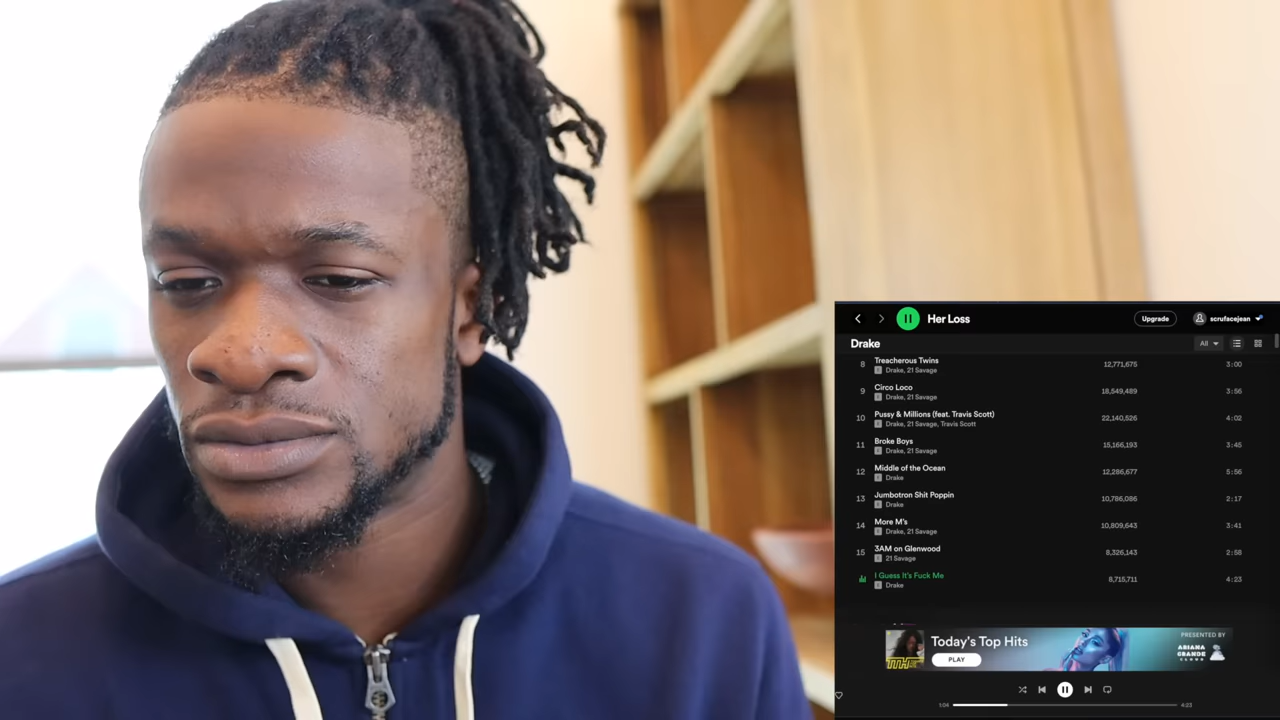 Her Loss
Upgrade
scrufacejean
Drake
All
8 Treacherous Twins 12,771,675 3:00
E Drake, 21 Savage
9 Circo Loco 18,549,489 3:56
E Drake, 21 Savage
10 Pussy & Millions (feat. Travis Scott) 22,140,526 4:02
E Drake, 21 Savage, Travis Scott
11 Broke Boys 15,166,193 3:45
E Drake, 21 Savage
12 Middle of the Ocean 12,286,677 5:56
E Drake
13 Jumbotron Shit Poppin 10,786,086 2:17
E Drake
14 More M's 10,809,643 3:41
E Drake, 21 Savage
15 3AM on Glenwood 8,326,143 2:58
E 21 Savage
I Guess It's Fuck Me 8,715,711 4:23
E Drake
Today's Top Hits
PLAY
PRESENTED BY
ARIANA
GRANDE
CLOUD
1:04 4:23